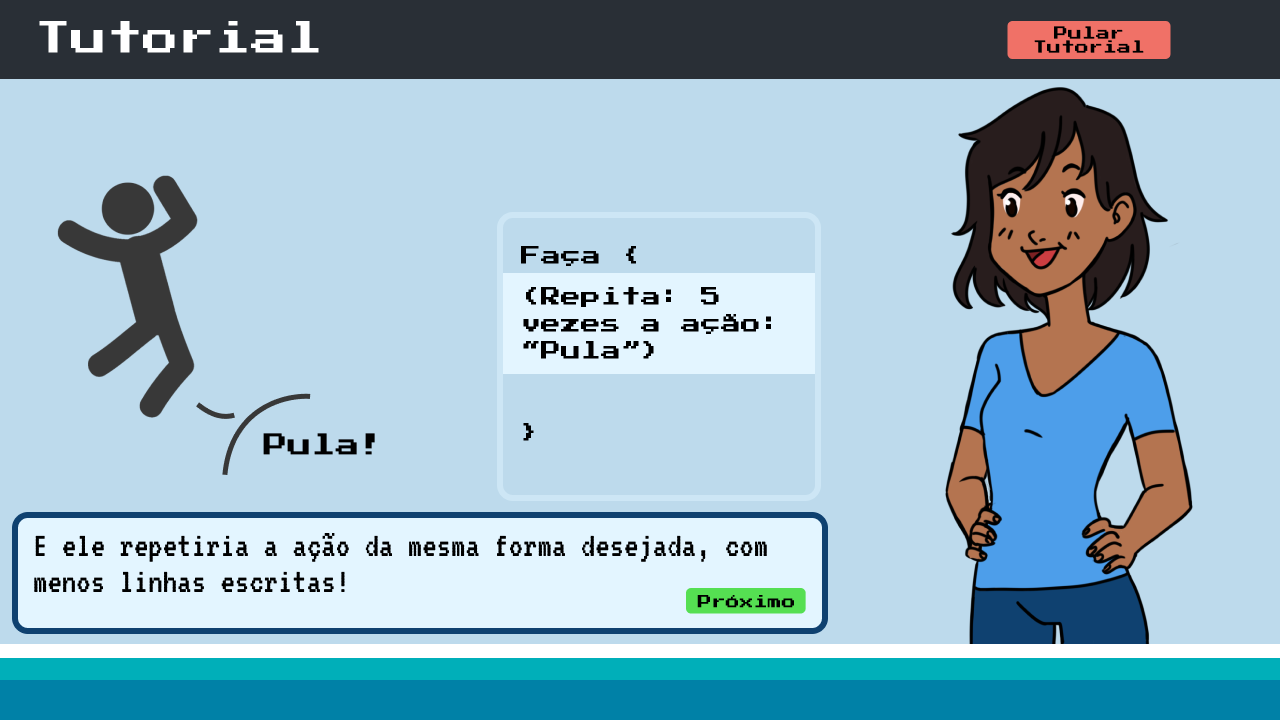 Tutorial
Pular
Tutorial
Faça {
(Repita: 5
vezes a ação:
“Pula”)
}
Pula!
E ele repetiria a ação da mesma forma desejada, com
menos linhas escritas!
Próximo